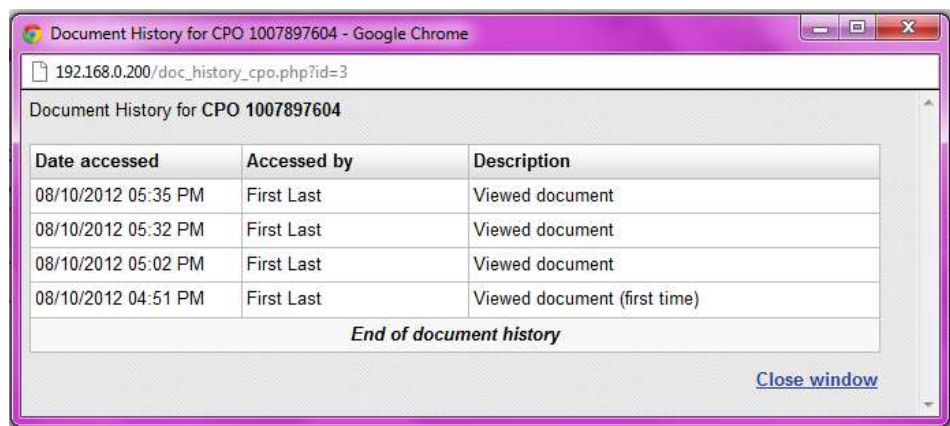 Document History for CPO 1007897604 - Google Chrome
192.168.0.200/doc_history_cpo.php?id=3
Document History for CPO 1007897604
Date accessed Accessed by Description
08/10/2012 05:35 PM First Last Viewed document
08/10/2012 05:32 PM First Last Viewed document
08/10/2012 05:02 PM First Last Viewed document
08/10/2012 04:51 PM First Last Viewed document (first time)
End of document history
Close window